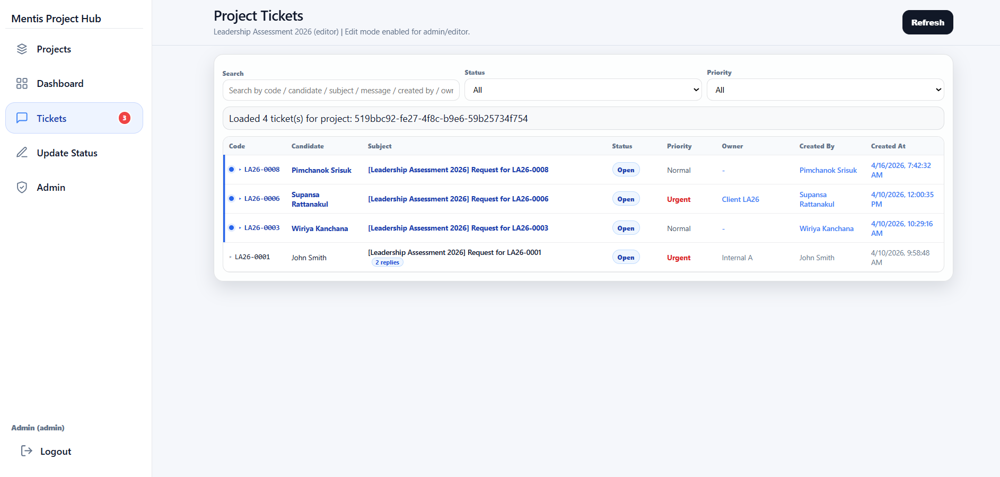 Mentis Project Hub
Projects
Dashboard
Tickets 3
Update Status
Admin
Admin (admin)
Logout
Project Tickets
Leadership Assessment 2026 (editor) | Edit mode enabled for admin/editor.
Refresh
Search Status Priority
Search by code / candidate / subject / message / created by / owr All All
Loaded 4 ticket(s) for project: 519bbc92-fe27-4f8c-b9e6-59b25734f754
Code Candidate Subject Status Priority Owner Created By Created At
LA26-0008 Pimchanok Srisuk [Leadership Assessment 2026] Request for LA26-0008 Open Normal - Pimchanok Srisuk 4/16/2026, 7:42:32
AM
LA26-0006 Supansa [Leadership Assessment 2026] Request for LA26-0006 Open Urgent Client LA26 Supansa 4/10/2026, 12:00:35
Rattanakul Rattanakul PM
LA26-0003 Wiriya Kanchana [Leadership Assessment 2026] Request for LA26-0003 Open Normal - Wiriya Kanchana 4/10/2026, 10:29:16
AM
LA26-0001 John Smith [Leadership Assessment 2026] Request for LA26-0001 Open Urgent Internal A John Smith 4/10/2026, 9:58:48
2 replies AM